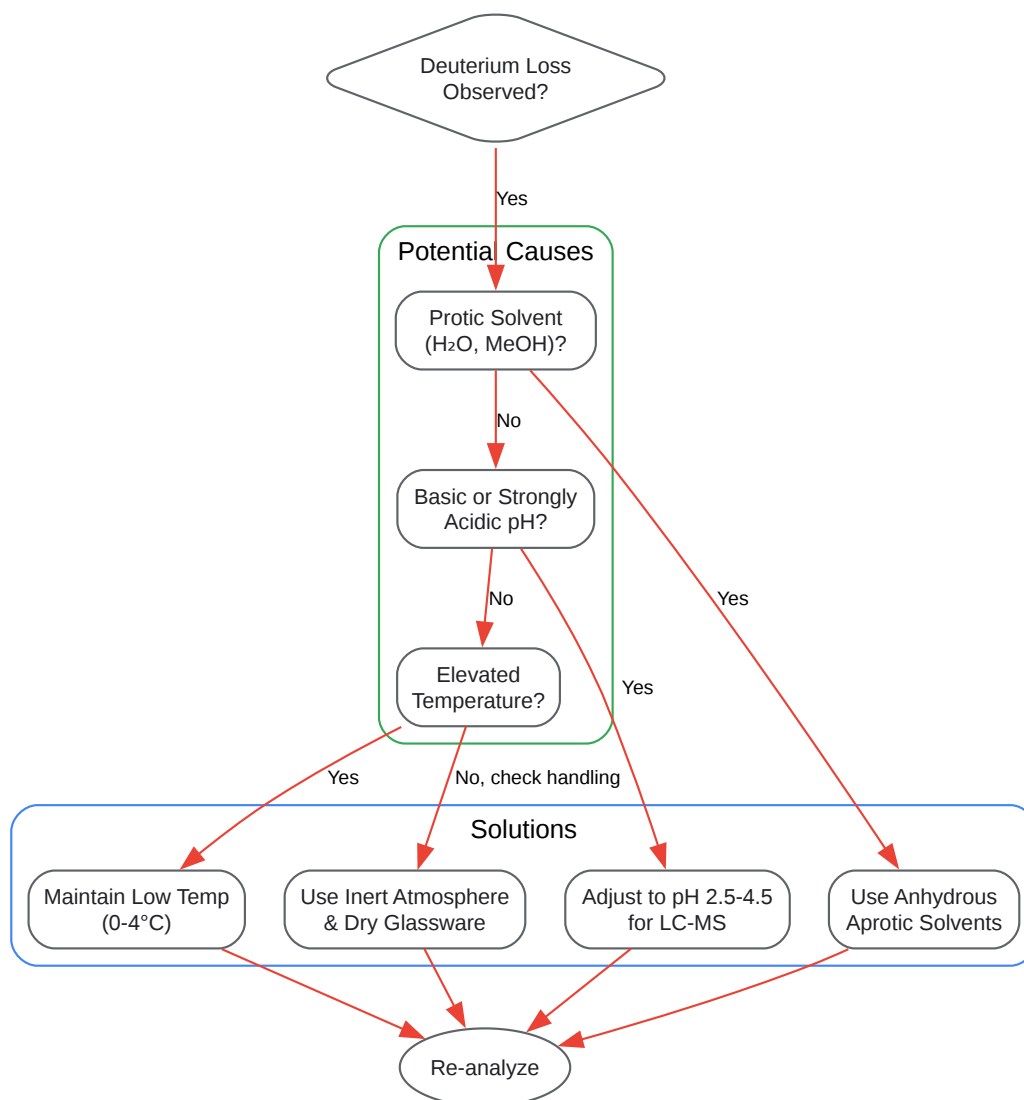 Deuterium Loss
Observed?
Yes
Potential Causes
Protic Solvent
(H₂O, MeOH)?
No
Basic or Strongly
Acidic pH?
No
Yes
Elevated
Temperature?
Yes
Yes
No, check handling
Solutions
Maintain Low Temp
(0-4°C)
Use Inert Atmosphere
& Dry Glassware
Adjust to pH 2.5-4.5
for LC-MS
Use Anhydrous
Aprotic Solvents
Re-analyze